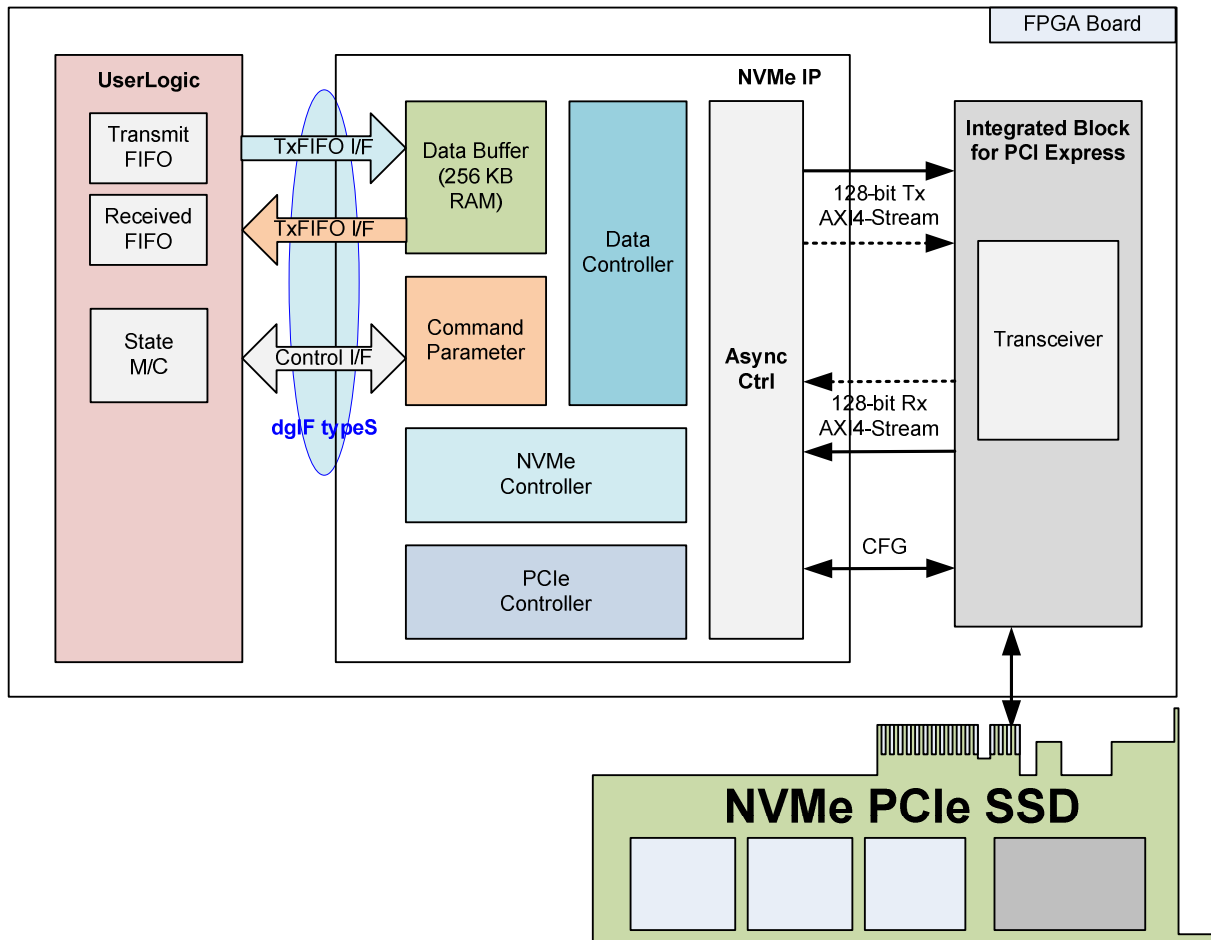 FPGA Board
UserLogic
NVMe IP
Transmit
FIFO
TxFIFO I/F
Data Buffer
(256 KB
RAM)
Integrated Block
for PCI Express
128-bit Tx
AXI4-Stream
Received
FIFO
TxFIFO I/F
Data
Controller
State
M/C
Control I/F
Command
Parameter
Async
Ctrl
Transceiver
128-bit Rx
AXI4-Stream
dgIF typeS
NVMe
Controller
CFG
PCIe
Controller
NVMe PCIe SSD